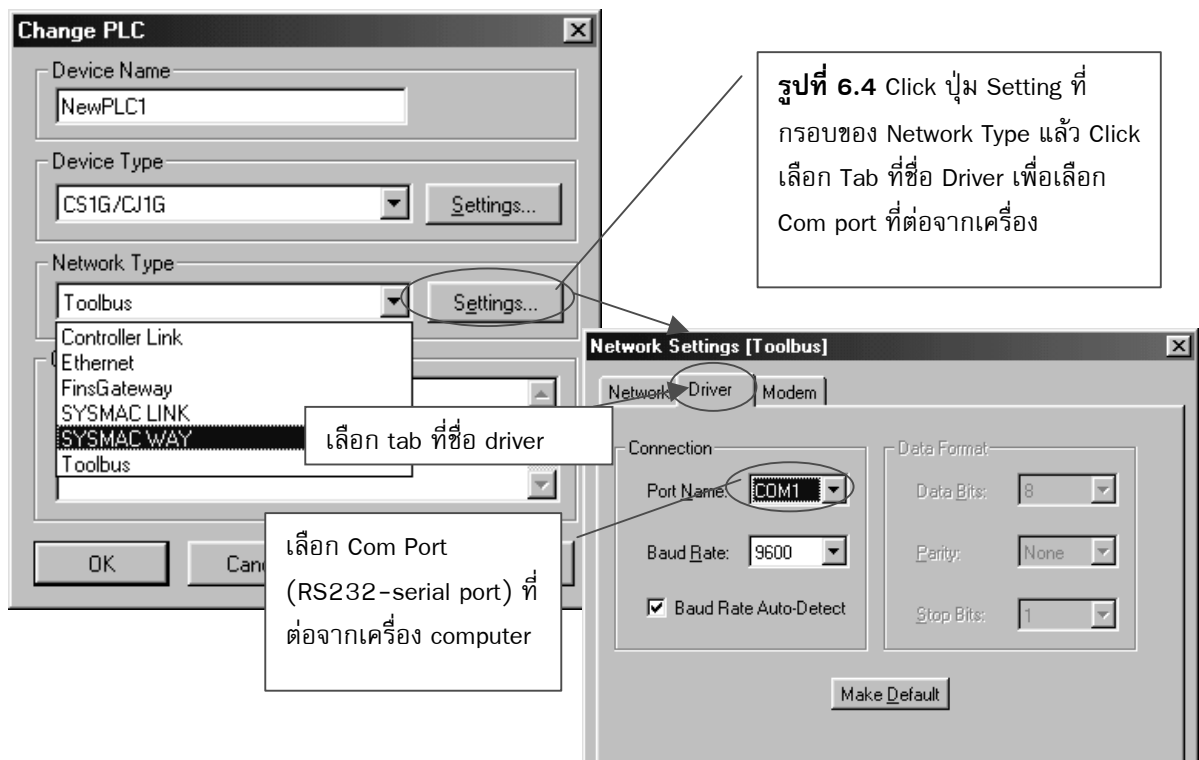 Change PLC
Device Name
NewPLC1
Device Type
CS1G/CJ1G
Settings...
Network Type
Toolbus
Settings...
Controller Link
Ethernet
FinsGateway
SYSMAC LINK
SYSMAC WAY
Toolbus
OK
รูปที่ 6.4 Click ปุ่ม Setting ที่
กรอบของ Network Type แล้ว Click
เลือก Tab ที่ชื่อ Driver เพื่อเลือก
Com port ที่ต่อจากเครื่อง
เลือก tab ที่ชื่อ driver
เลือก Com Port
(RS232-serial port) ที่
ต่อจากเครื่อง computer
Network Settings [Toolbus]
Network Driver Modem
Connection
Port Name: COM1
Baud Rate: 9600
Baud Rate Auto-Detect
Data Format
Data Bits: 8
Parity: None
Stop Bits: 1
Make Default